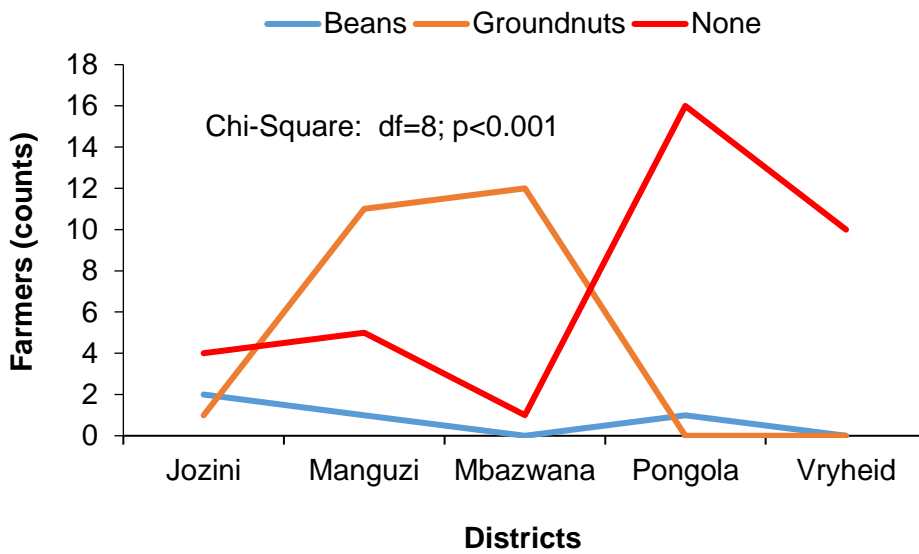 Beans Groundnuts None
Farmers (counts)
18
16
14
12
10
8
6
4
2
0
Chi-Square: df=8; p<0.001
Jozini Manguzi Mbazwana Pongola Vryheid
Districts